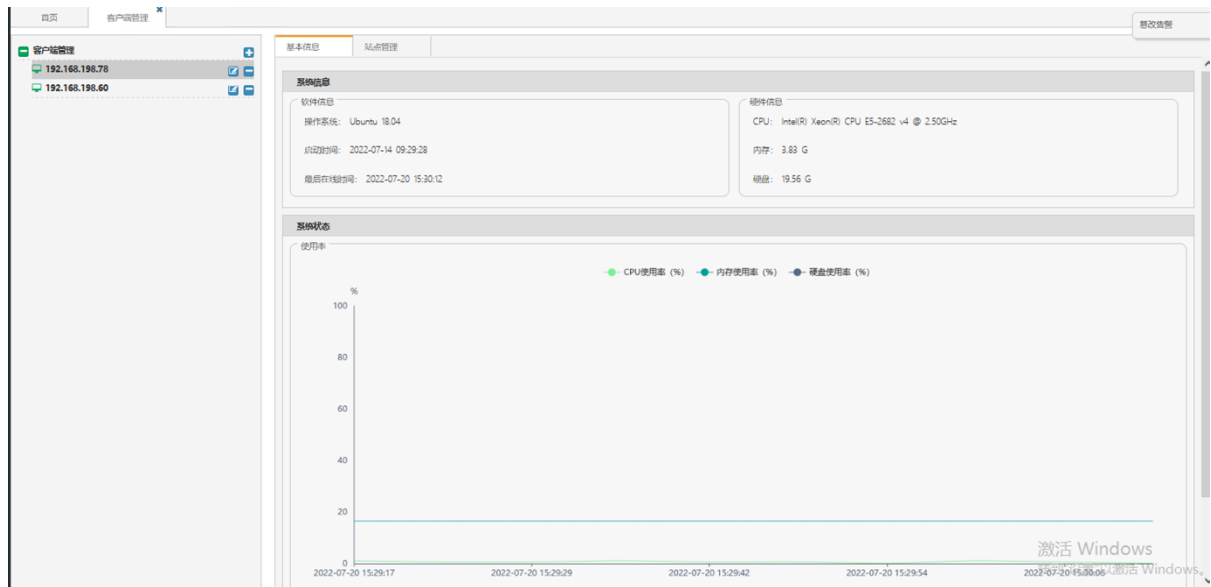 首页
客户端管理
篡改告警
客户端管理
192.168.198.78
192.168.198.60
基本信息
站点管理
系统信息
软件信息
操作系统: Ubuntu 18.04
启动时间: 2022-07-14 09:29:28
最后在线时间: 2022-07-20 15:30:12
硬件信息
CPU: Intel(R) Xeon(R) CPU E5-2682 v4 @ 2.50GHz
内存: 3.83 G
硬盘: 19.56 G
系统状态
使用率
CPU使用率 (%) 内存使用率 (%) 硬盘使用率 (%)
%
100
80
60
40
20
0
2022-07-20 15:29:17 2022-07-20 15:29:29 2022-07-20 15:29:42 2022-07-20 15:29:54 2022-07-20 15:30:06
激活 Windows
以激活 Windows。